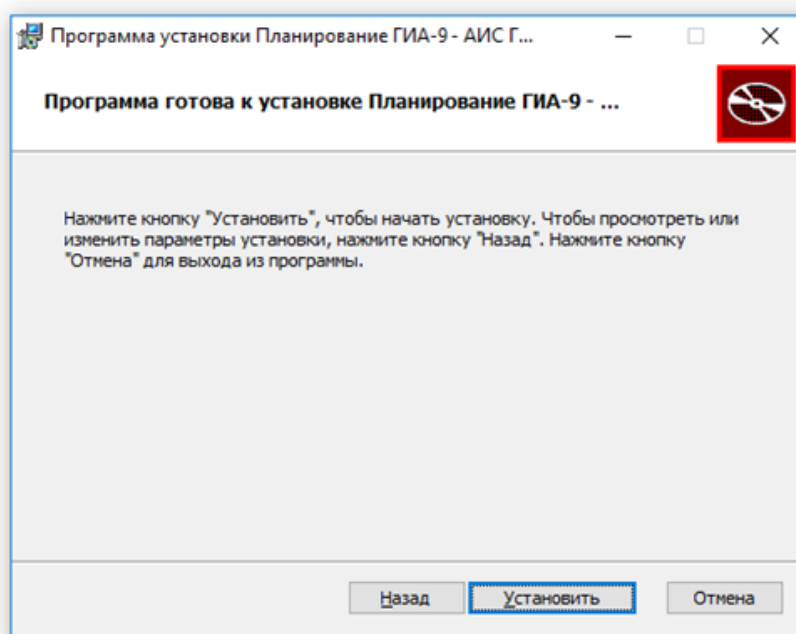 Программа установки Планирование ГИА-9 - АИС Г...
Программа готова к установке Планирование ГИА-9 - ...
Нажмите кнопку "Установить", чтобы начать установку. Чтобы просмотреть или
изменить параметры установки, нажмите кнопку "Назад". Нажмите кнопку
"Отмена" для выхода из программы.
Назад Установить Отмена